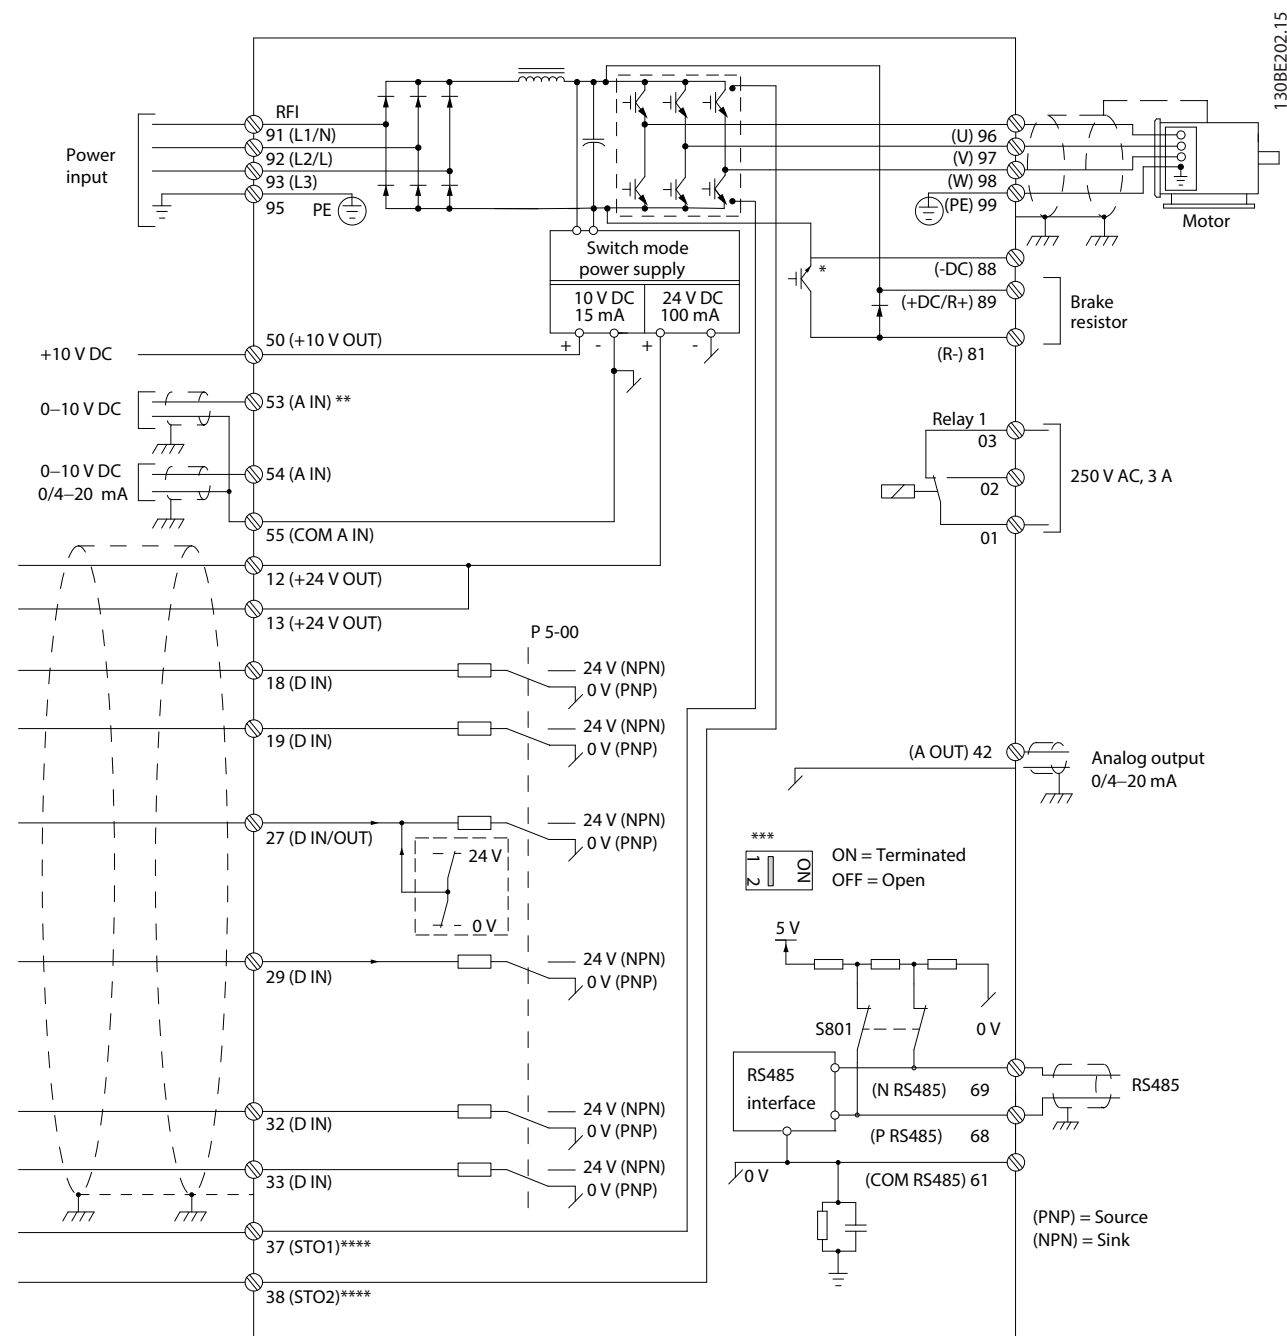 130BE202.15
RFI
91 (L1/N)
92 (L2/L)
93 (L3)
95
PE
Power
input
(U) 96
(V) 97
(W) 98
(PE) 99
Motor
Switch mode
power supply
10 V DC
15 mA
24 V DC
100 mA
+ - + -
*
(-DC) 88
(+DC/R+) 89
(R-) 81
Brake
resistor
+10 V DC
50 (+10 V OUT)
0–10 V DC
53 (A IN) **
0–10 V DC
0/4–20 mA
54 (A IN)
55 (COM A IN)
Relay 1
03
02
01
250 V AC, 3 A
12 (+24 V OUT)
13 (+24 V OUT)
P 5-00
18 (D IN)
24 V (NPN)
0 V (PNP)
19 (D IN)
24 V (NPN)
0 V (PNP)
27 (D IN/OUT)
24 V (NPN)
0 V (PNP)
24 V
0 V
29 (D IN)
24 V (NPN)
0 V (PNP)
32 (D IN)
24 V (NPN)
0 V (PNP)
33 (D IN)
24 V (NPN)
0 V (PNP)
37 (STO1)****
38 (STO2)****
(A OUT) 42
Analog output
0/4–20 mA
***
1 2
ON
ON = Terminated
OFF = Open
5 V
S801
0 V
RS485
interface
(N RS485) 69
(P RS485) 68
RS485
0 V
(COM RS485) 61
(PNP) = Source
(NPN) = Sink